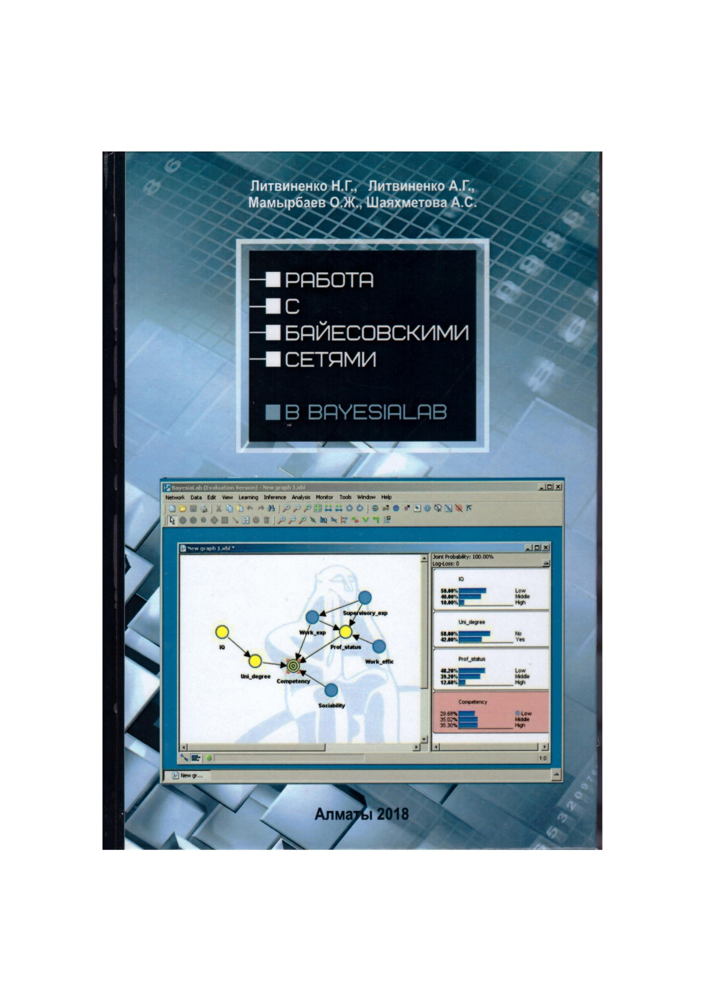 Литвиненко Н.Г., Литвиненко А.Г.,
Мамырбаев О.Ж., Шаяхметова А.С.
РАБОТА
С
БАЙЕСОВСКИМИ
СЕТЯМИ
В BAYESIALAB
BayesiaLab (Evaluation Version) - New graph 1.xbl
Network Data Edit View Learning Inference Analysis Monitor Tools Window Help
New graph 1.xbl *
Joint Probability: 100.00%
Log-Loss: 0
IQ
50.00% Low
40.00% Middle
10.00% High
Uni_degree
58.00% No
42.00% Yes
Prof_status
48.20% Low
39.20% Middle
12.60% High
Competency
29.68% Low
35.02% Middle
35.30% High
Supervisory_exp
Work_exp
Prof_status
IQ
Work_effic
Uni_degree
Competency
Sociability
1:0
New gr...
Алматы 2018